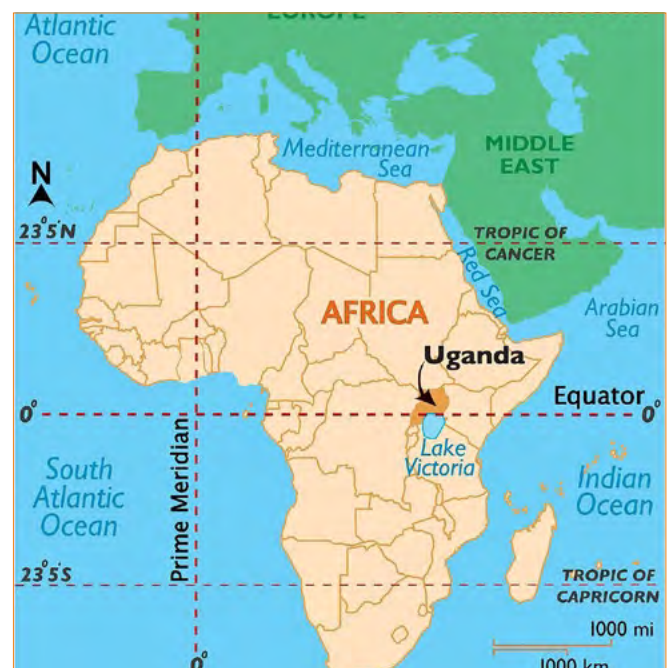 EUROPE
Atlantic
Ocean
Mediterranean
Sea
MIDDLE
EAST
N
23°5'N
TROPIC OF
CANCER
Red Sea
Arabian
Sea
AFRICA
Uganda
Equator
0°
0°
Lake
Victoria
Prime Meridian
South
Atlantic
Ocean
Indian
Ocean
23°5'S
TROPIC OF
CAPRICORN
1000 mi
1000 km
0°